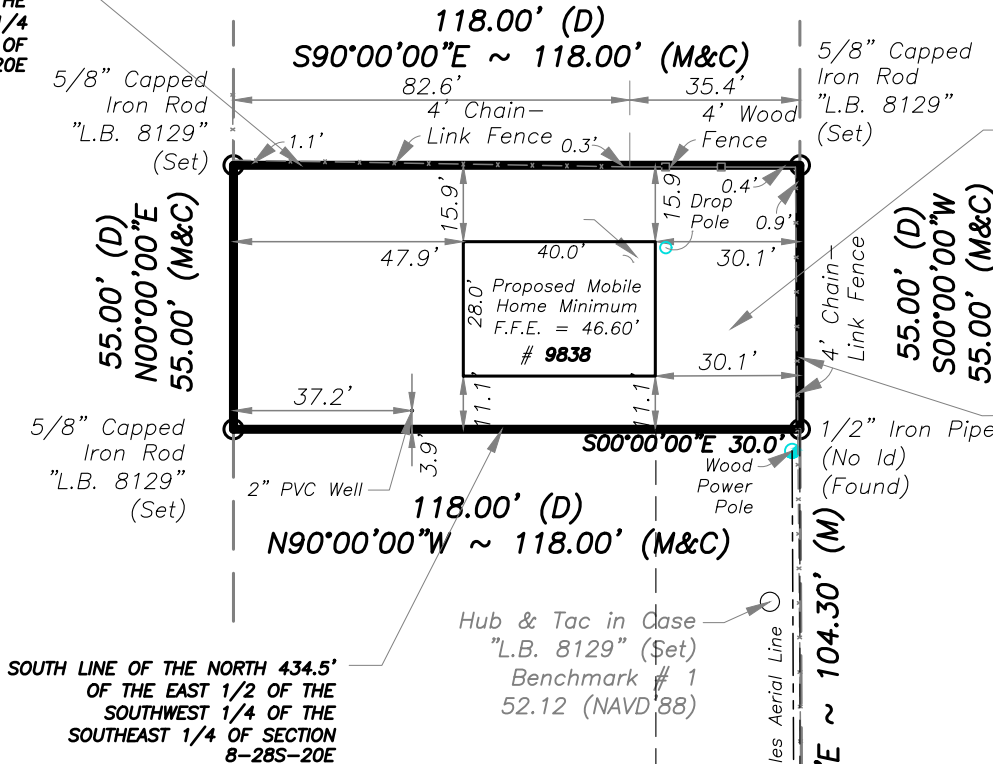 HE
1/4
OF
20E
118.00' (D)
S90°00'00"E ~ 118.00' (M&C)
82.6'
35.4'
5/8" Capped
Iron Rod
"L.B. 8129"
(Set)
5/8" Capped
Iron Rod
"L.B. 8129"
(Set)
4' Chain-
Link Fence
4' Wood
Fence
1.1'
0.3'
0.4'
0.9'
15.9'
15.9'
Drop
Pole
55.00' (D)
N00°00'00"E
55.00' (M&C)
47.9'
40.0'
30.1'
28.0'
Proposed Mobile
Home Minimum
F.F.E. = 46.60'
# 9838
4' Chain-
Link Fence
55.00' (D)
S00°00'00"W
55.00' (M&C)
30.1'
37.2'
11.1'
11.1'
3.9'
5/8" Capped
Iron Rod
"L.B. 8129"
(Set)
2" PVC Well
S00°00'00"E 30.0'
Wood
Power
Pole
1/2" Iron Pipe
(No Id)
(Found)
118.00' (D)
N90°00'00"W ~ 118.00' (M&C)
Hub & Tac in Case
"L.B. 8129" (Set)
Benchmark # 1
52.12 (NAVD 88)
SOUTH LINE OF THE NORTH 434.5'
OF THE EAST 1/2 OF THE
SOUTHWEST 1/4 OF THE
SOUTHEAST 1/4 OF SECTION
8-28S-20E
les Aerial Line
"E ~ 104.30' (M)